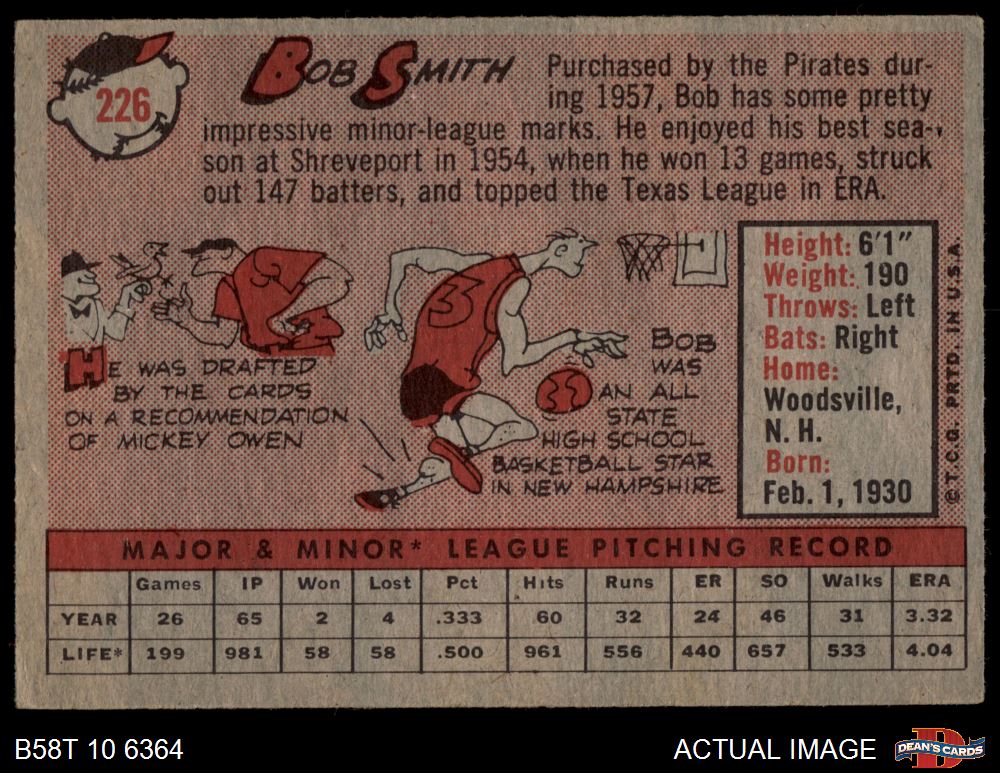 226
BOB SMITH
Purchased by the Pirates dur-
ing 1957, Bob has some pretty
impressive minor-league marks. He enjoyed his best sea-
son at Shreveport in 1954, when he won 13 games, struck
out 147 batters, and topped the Texas League in ERA.
HE WAS DRAFTED
BY THE CARDS
ON A RECOMMENDATION
OF MICKEY OWEN
3
BOB
WAS
AN ALL
STATE
HIGH SCHOOL
BASKETBALL STAR
IN NEW HAMPSHIRE
Height: 6'1"
Weight: 190
Throws: Left
Bats: Right
Home:
Woodsville,
N. H.
Born:
Feb. 1, 1930
© T.C.G. PRTD. IN U.S.A.
MAJOR & MINOR* LEAGUE PITCHING RECORD
Games IP Won Lost Pct Hits Runs ER SO Walks ERA
YEAR 26 65 2 4 .333 60 32 24 46 31 3.32
LIFE* 199 981 58 58 .500 961 556 440 657 533 4.04
B58T 10 6364
ACTUAL IMAGE
D
DEAN'S CARDS